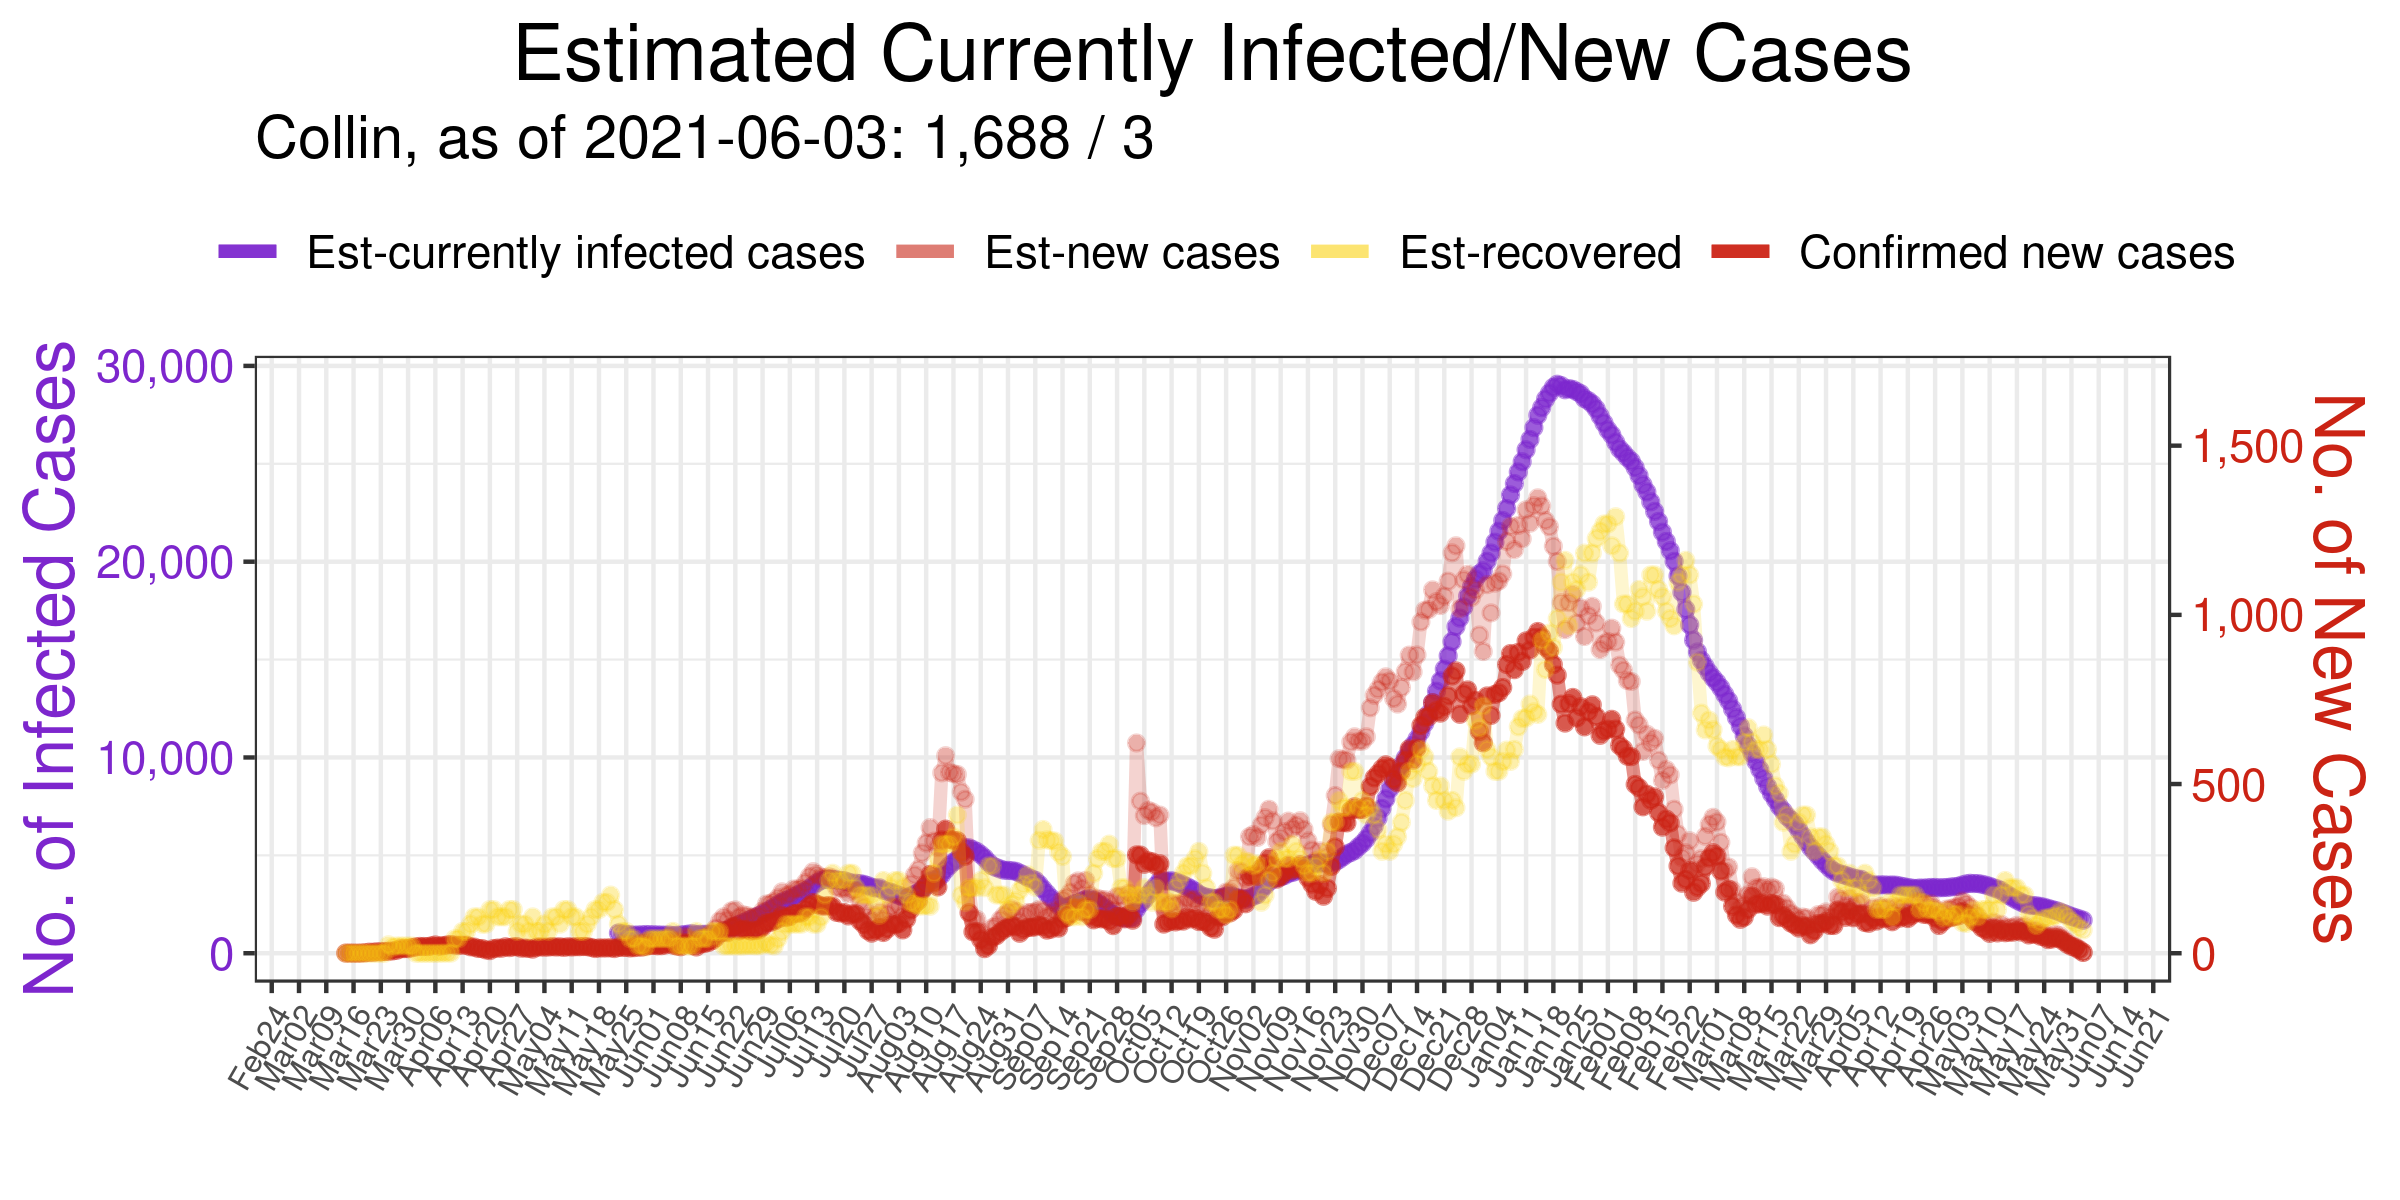 Estimated Currently Infected/New Cases
Collin, as of 2021-06-03: 1,688 / 3
Est-currently infected cases Est-new cases Est-recovered Confirmed new cases
No. of Infected Cases
30,000
20,000
10,000
0
1,500
1,000
500
0
No. of New Cases
Feb24 Mar02 Mar09 Mar16 Mar23 Mar30 Apr06 Apr13 Apr20 Apr27 May04 May11 May18 May25 Jun01 Jun08 Jun15 Jun22 Jun29 Jul06 Jul13 Jul20 Jul27 Aug03 Aug10 Aug17 Aug24 Aug31 Sep07 Sep14 Sep21 Sep28 Oct05 Oct12 Oct19 Oct26 Nov02 Nov09 Nov16 Nov23 Nov30 Dec07 Dec14 Dec21 Dec28 Jan04 Jan11 Jan18 Jan25 Feb01 Feb08 Feb15 Feb22 Mar01 Mar08 Mar15 Mar22 Mar29 Apr05 Apr12 Apr19 Apr26 May03 May10 May17 May24 May31 Jun07 Jun14 Jun21